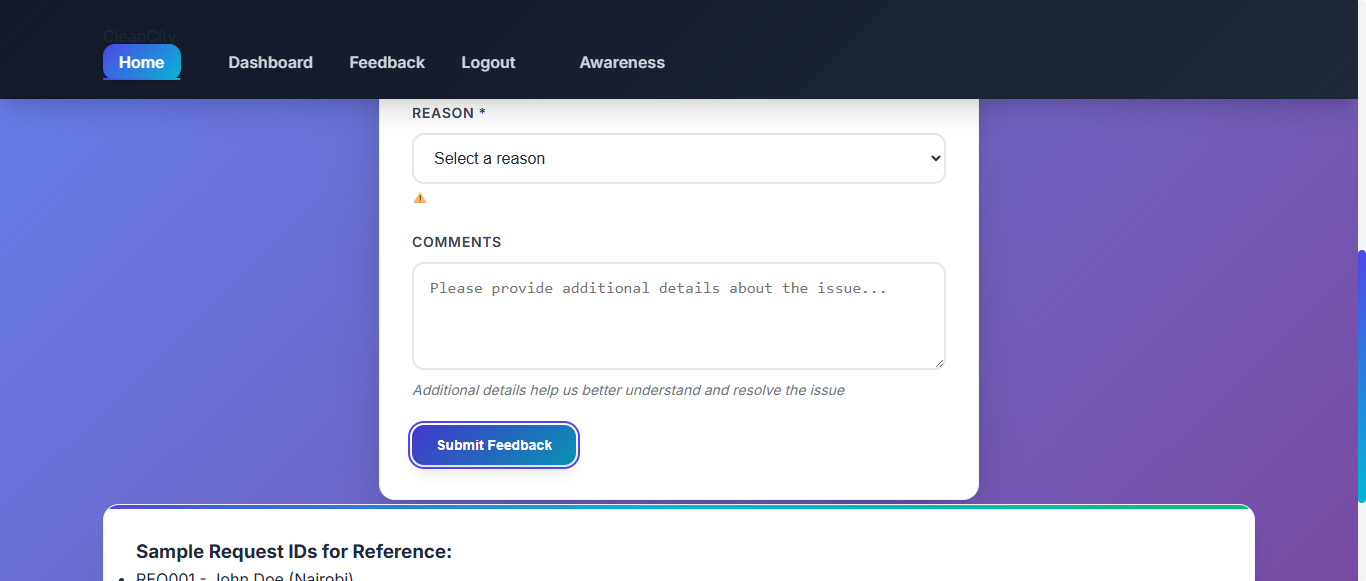 CleanCity
Home Dashboard Feedback Logout Awareness
REASON *
Select a reason
COMMENTS
Please provide additional details about the issue...
Additional details help us better understand and resolve the issue
Submit Feedback
Sample Request IDs for Reference:
REQ001 - John Doe (Nairobi)